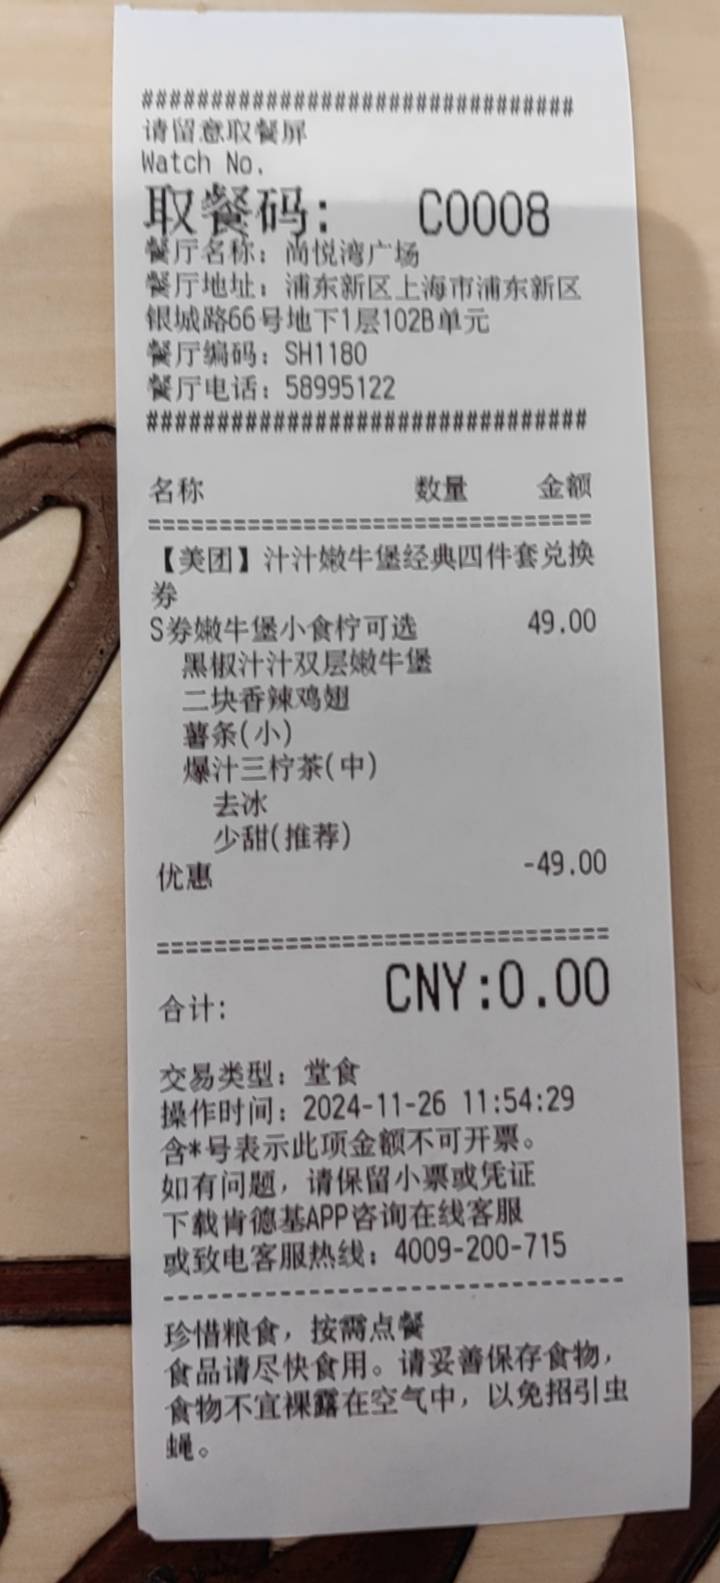 ###############################
请留意取餐屏
Watch No.
取餐码: C0008
餐厅名称: 尚悦湾广场
餐厅地址: 浦东新区上海市浦东新区
银城路66号地下1层102B单元
餐厅编码: SH1180
餐厅电话: 58995122
###############################
名称 数量 金额
===============================
【美团】汁汁嫩牛堡经典四件套兑换
券
S券嫩牛堡小食柠可选 49.00
黑椒汁汁双层嫩牛堡
二块香辣鸡翅
薯条(小)
爆汁三柠茶(中)
去冰
少甜(推荐)
优惠 -49.00
===============================
合计: CNY:0.00
交易类型: 堂食
操作时间: 2024-11-26 11:54:29
含*号表示此项金额不可开票。
如有问题，请保留小票或凭证
下载肯德基APP咨询在线客服
或致电客服热线: 4009-200-715
--------------------------------
珍惜粮食，按需点餐
食品请尽快食用。请妥善保存食物，
食物不宜裸露在空气中，以免招引虫
蝇。